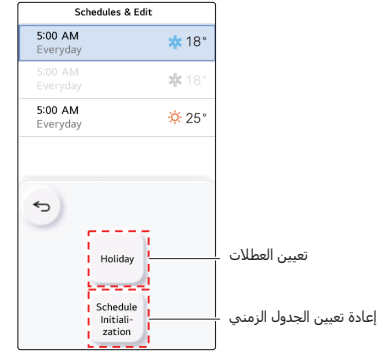 Schedules & Edit
5:00 AM
Everyday
18°
5:00 AM
Everyday
18°
5:00 AM
Everyday
25°
Holiday
تعيين العطلات
Schedule
Initiali-
zation
إعادة تعيين الجدول الزمني